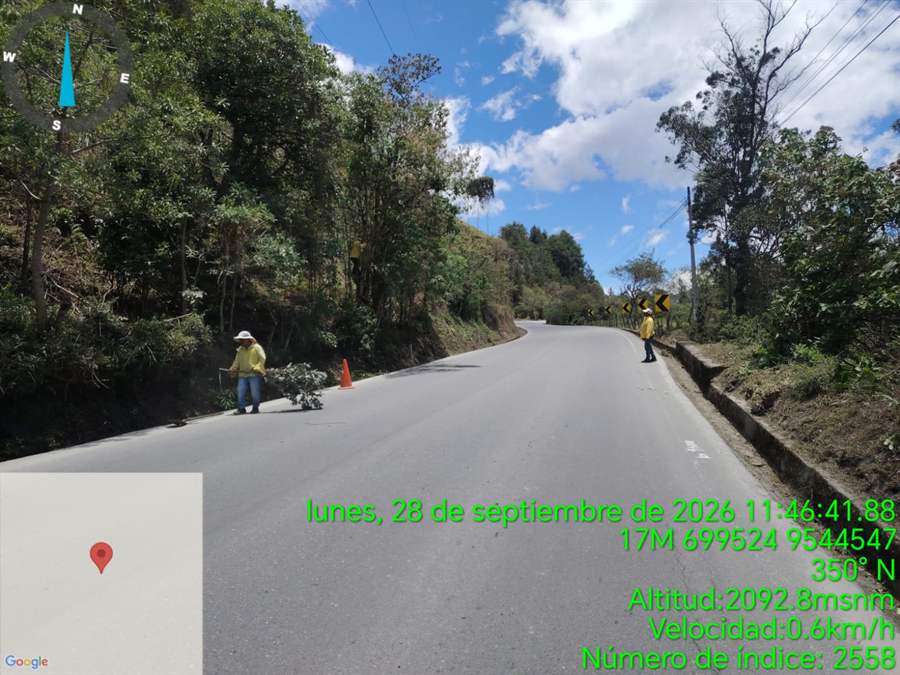 N
W
E
S
lunes, 28 de septiembre de 2026 11:46:41.88
17M 699524 9544547
350° N
Altitud:2092.8msnm
Velocidad:0.6km/h
Número de índice: 2558
Google